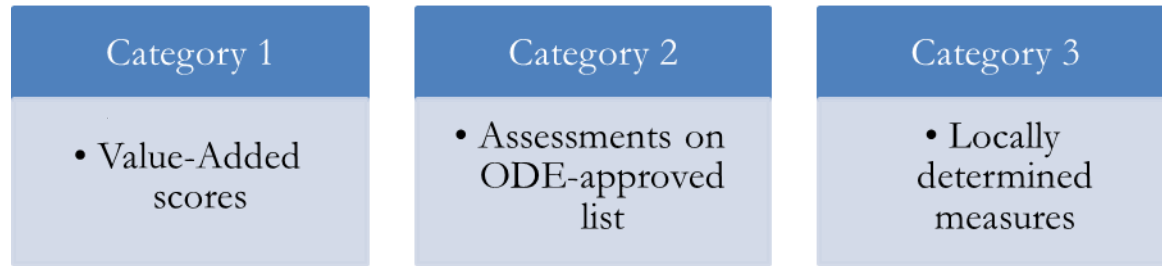 Category 1
• Value-Added
scores
Category 2
• Assessments on
ODE-approved
list
Category 3
• Locally
determined
measures